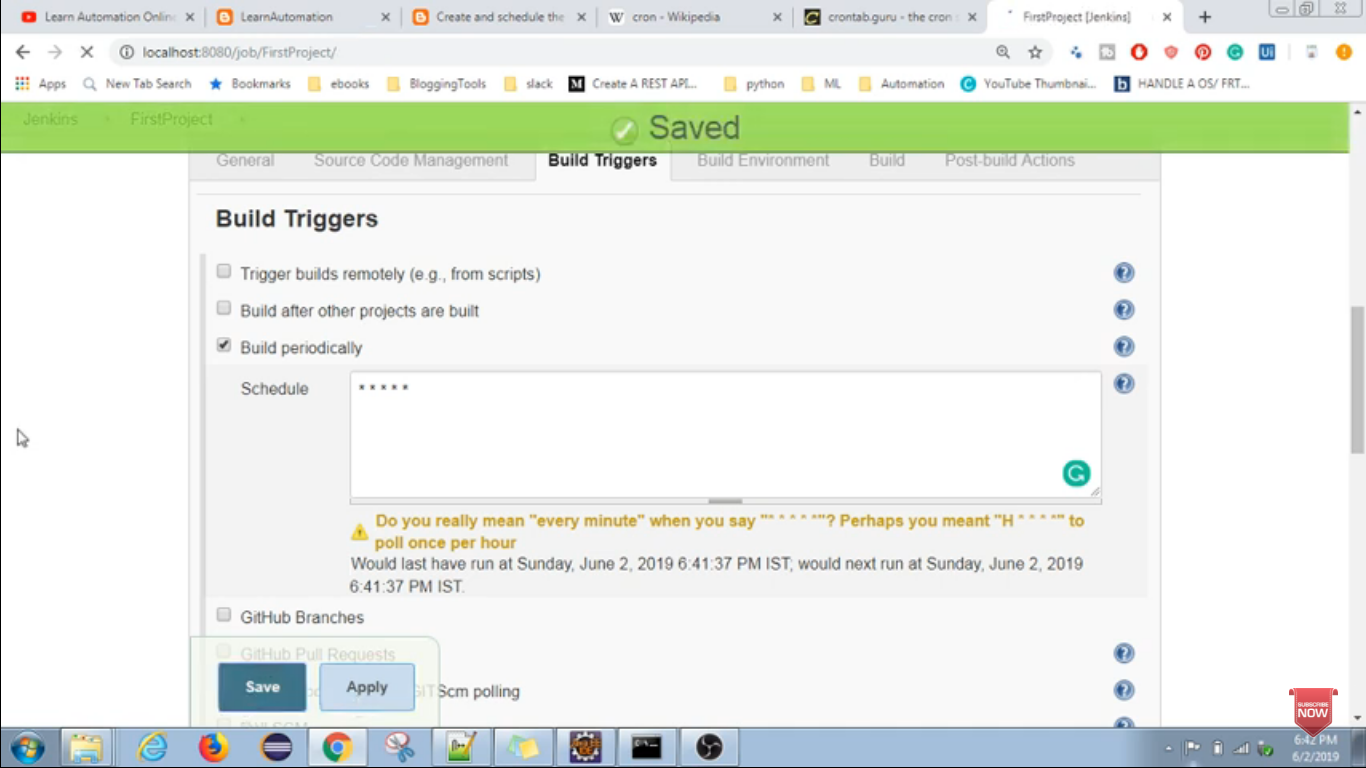 Learn Automation Online
LearnAutomation
Create and schedule the
cron - Wikipedia
crontab.guru - the cron
FirstProject [Jenkins]
localhost:8080/job/FirstProject/
Apps
New Tab Search
Bookmarks
ebooks
BloggingTools
slack
Create A REST API...
python
ML
Automation
YouTube Thumbnai...
HANDLE A OS/ FRT...
Jenkins
FirstProject
Saved
General
Source Code Management
Build Triggers
Build Environment
Build
Post-build Actions
Build Triggers
Trigger builds remotely (e.g., from scripts)
Build after other projects are built
Build periodically
Schedule
* * * * *
Do you really mean "every minute" when you say "* * * * *"? Perhaps you meant "H * * * *" to
poll once per hour
Would last have run at Sunday, June 2, 2019 6:41:37 PM IST; would next run at Sunday, June 2, 2019
6:41:37 PM IST.
GitHub Branches
GitHub Pull Requests
GITScm polling
Save
Apply
Poll SCM
SUBSCRIBE
NOW
6:42 PM
6/2/2019